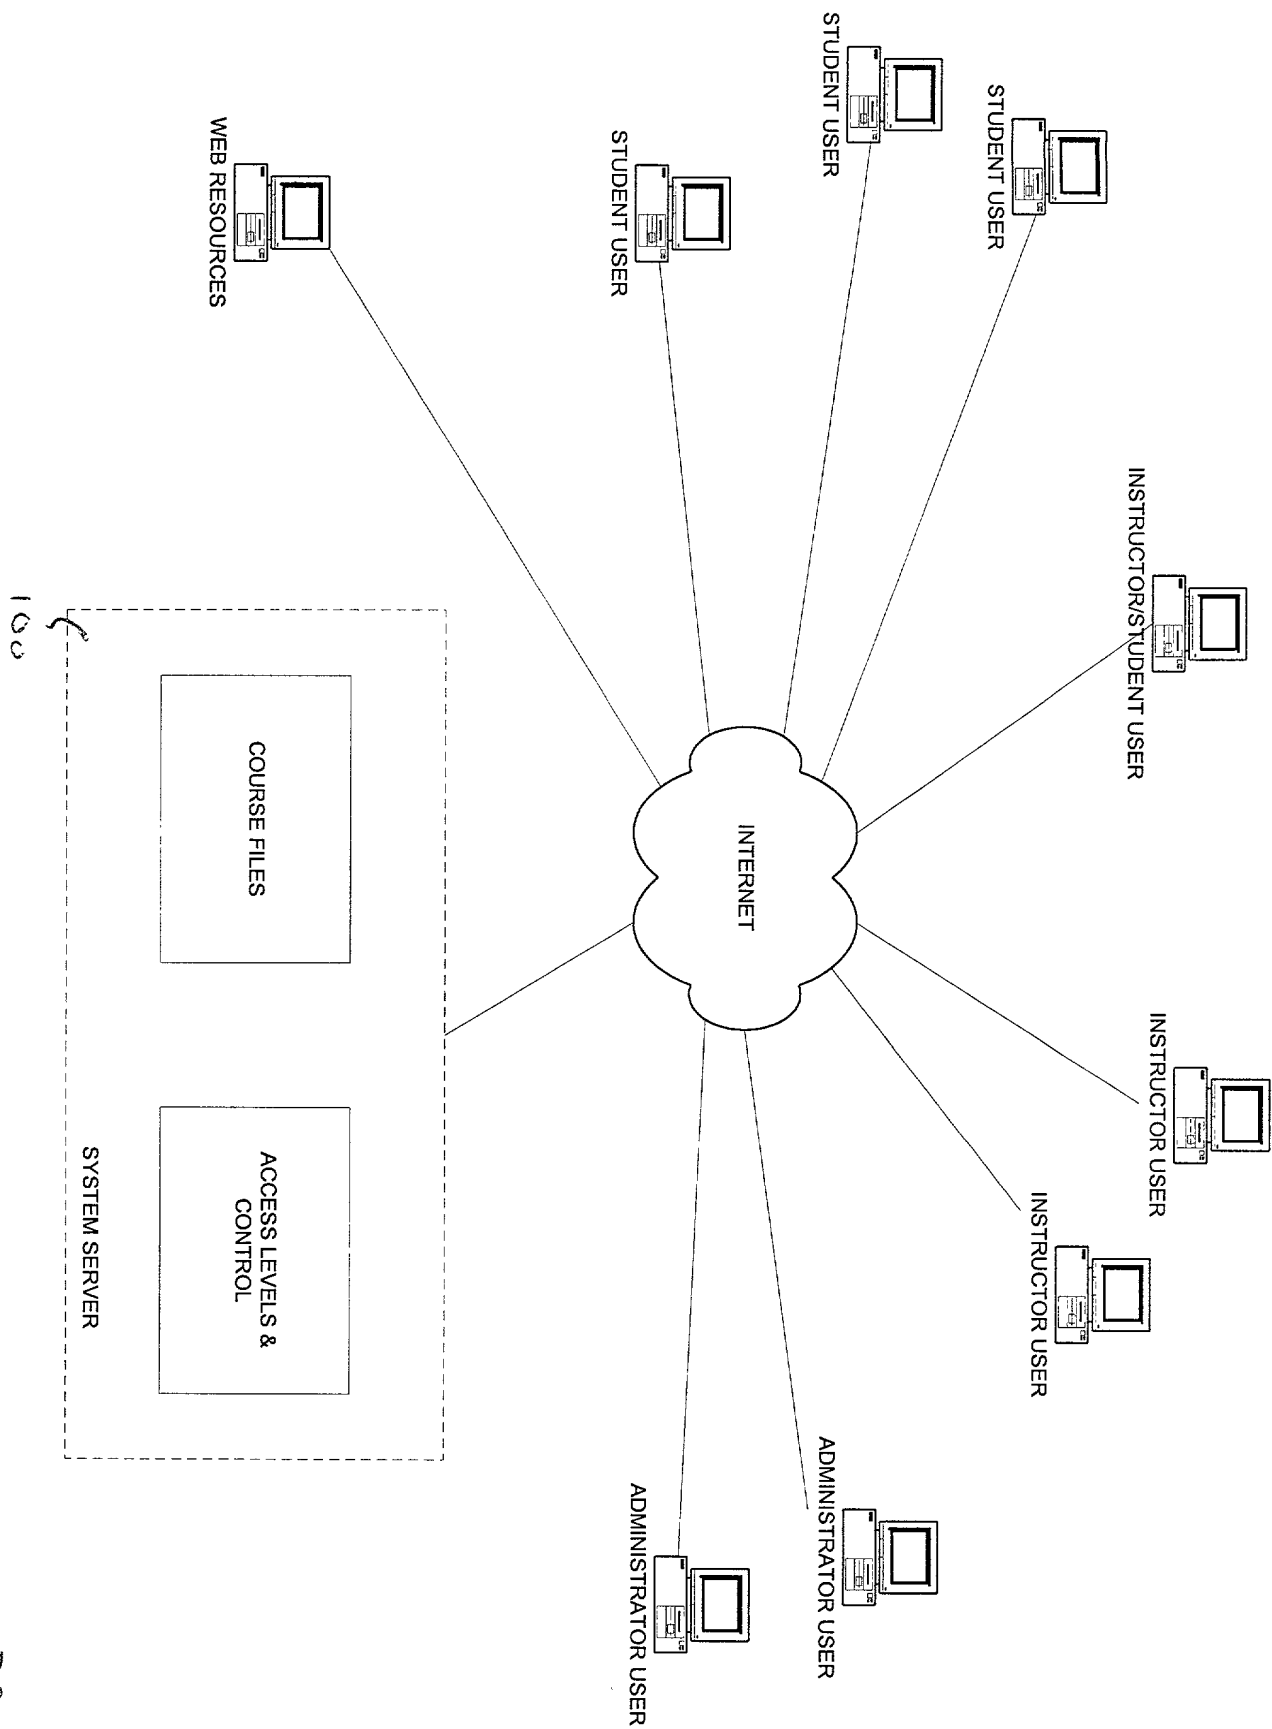 INSTRUCTOR/STUDENT USER
INSTRUCTOR USER
INSTRUCTOR USER
STUDENT USER
STUDENT USER
ADMINISTRATOR USER
INTERNET
STUDENT USER
ADMINISTRATOR USER
WEB RESOURCES
COURSE FILES
ACCESS LEVELS &
CONTROL
SYSTEM SERVER
100